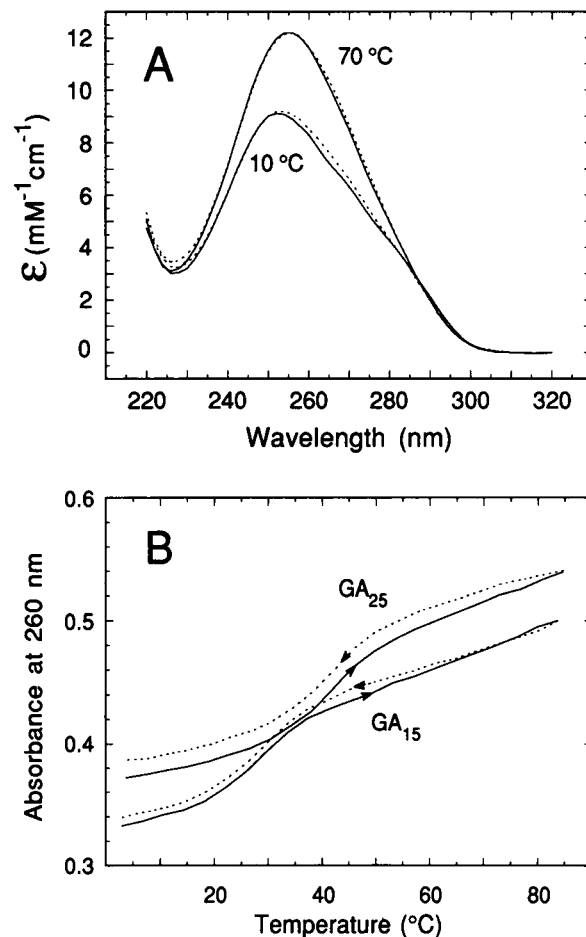 A
70 °C
10 °C
ε (mM⁻¹cm⁻¹)
12
10
8
6
4
2
0
220
240
260
280
300
320
Wavelength (nm)
B
GA₂₅
GA₁₅
Absorbance at 260 nm
0.6
0.5
0.4
0.3
20
40
60
80
Temperature (°C)